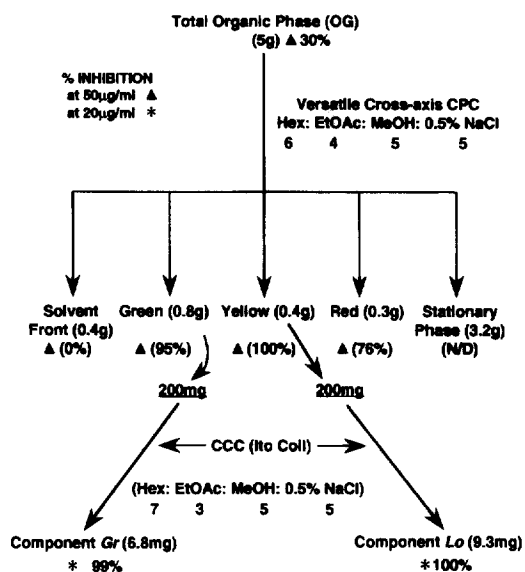 Total Organic Phase (OG)
(5g) ▲30%
% INHIBITION
at 50µg/ml ▲
at 20µg/ml *
Versatile Cross-axis CPC
Hex: EtOAc: MeOH: 0.5% NaCl
6 4 5 5
Solvent Front (0.4g)
▲(0%)
Green (0.8g)
▲(95%)
Yellow (0.4g)
▲(100%)
Red (0.3g)
▲(76%)
Stationary Phase (3.2g)
(N/D)
200mg
200mg
CCC (Ito Coil)
(Hex: EtOAc: MeOH: 0.5% NaCl)
7 3 5 5
Component Gr (6.8mg)
* 99%
Component Lo (9.3mg)
*100%